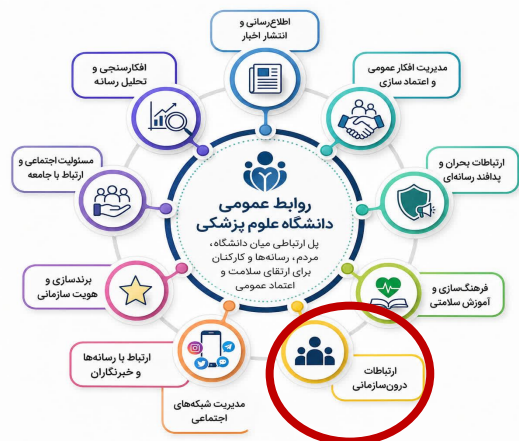 اطلاع‌رسانی و
انتشار اخبار
مدیریت افکار عمومی
و اعتماد سازی
ارتباطات بحران و
پدافند رسانه‌ای
فرهنگ‌سازی و
آموزش سلامتی
ارتباطات
درون‌سازمانی
مدیریت شبکه‌های
اجتماعی
ارتباط با رسانه‌ها
و خبرنگاران
برندسازی و
هویت سازمانی
مسئولیت اجتماعی و
ارتباط با جامعه
افکارسنجی و
تحلیل رسانه
روابط عمومی
دانشگاه علوم پزشکی
پل ارتباطی میان دانشگاه،
مردم، رسانه‌ها و کارکنان
برای ارتقای سلامت و
اعتماد عمومی